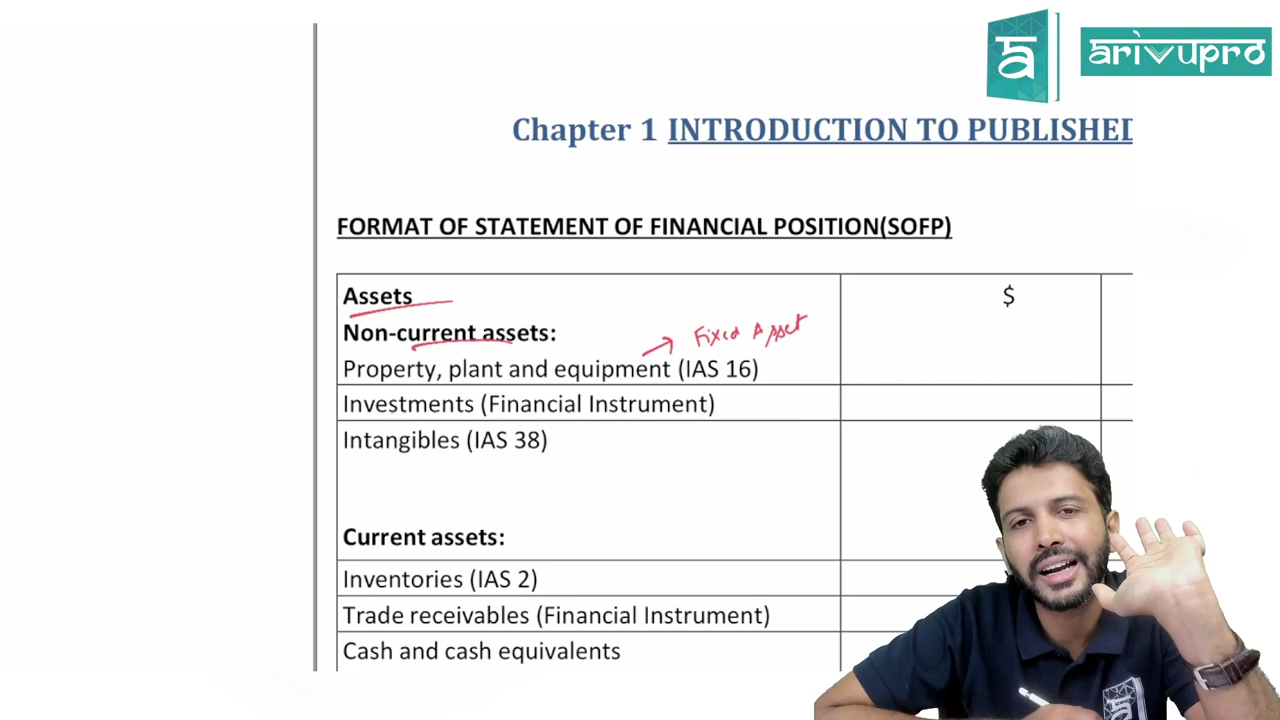 arivupro
Chapter 1 INTRODUCTION TO PUBLISHED
FORMAT OF STATEMENT OF FINANCIAL POSITION(SOFP)
Assets
$
Non-current assets:
Fixed Asset
Property, plant and equipment (IAS 16)
Investments (Financial Instrument)
Intangibles (IAS 38)
Current assets:
Inventories (IAS 2)
Trade receivables (Financial Instrument)
Cash and cash equivalents